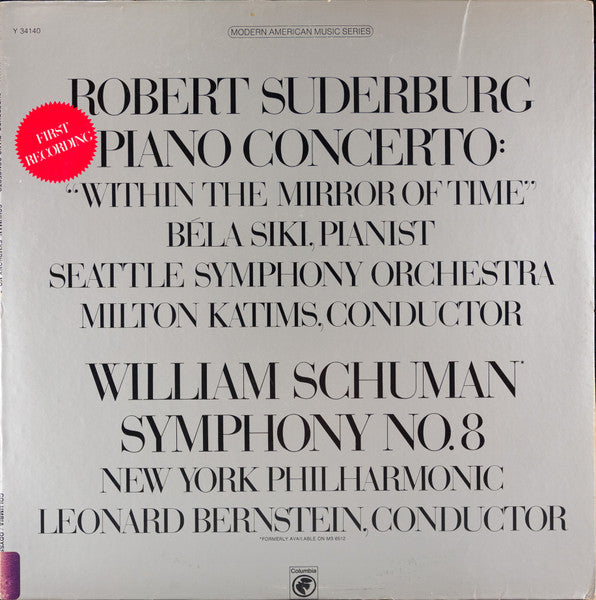 Y 34140
MODERN AMERICAN MUSIC SERIES
ROBERT SUDERBURG
FIRST
RECORDING
PIANO CONCERTO:
“WITHIN THE MIRROR OF TIME”
BÉLA SIKI, PIANIST
SEATTLE SYMPHONY ORCHESTRA
MILTON KATIMS, CONDUCTOR
WILLIAM SCHUMAN*
SYMPHONY NO. 8
NEW YORK PHILHARMONIC
LEONARD BERNSTEIN, CONDUCTOR
*FORMERLY AVAILABLE ON MS 6512
Columbia